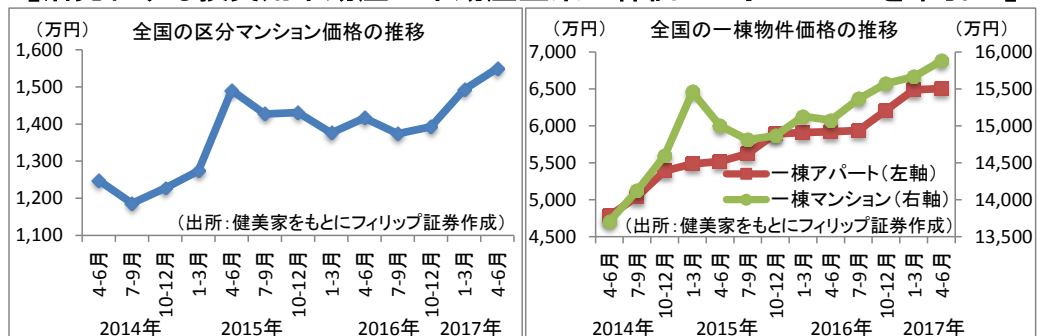 （万円）
全国の区分マンション価格の推移
1,600
1,500
1,400
1,300
1,200
1,100
（出所：健美家をもとにフィリップ証券作成）
4-6月
7-9月
10-12月
1-3月
4-6月
7-9月
10-12月
1-3月
4-6月
7-9月
10-12月
1-3月
4-6月
2014年
2015年
2016年
2017年
（万円）
全国の一棟物件価格の推移
（万円）
7,000
6,500
6,000
5,500
5,000
4,500
16,000
15,500
15,000
14,500
14,000
13,500
一棟アパート（左軸）
一棟マンション（右軸）
（出所：健美家をもとにフィリップ証券作成）
4-6月
7-9月
10-12月
1-3月
4-6月
7-9月
10-12月
1-3月
4-6月
7-9月
10-12月
1-3月
4-6月
2014年
2015年
2016年
2017年